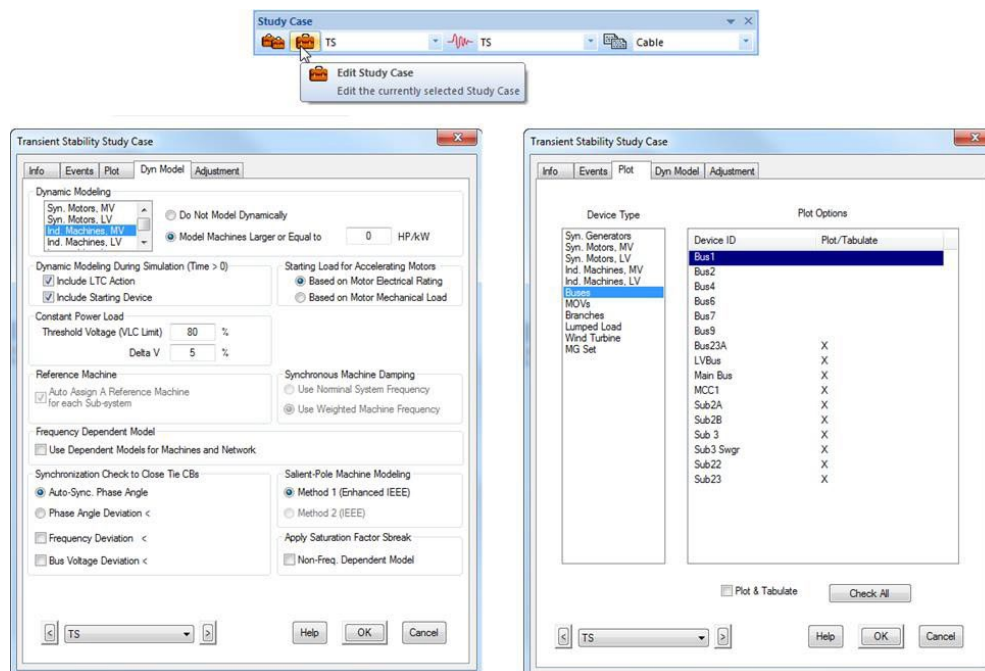 Study Case
TS TS Cable
Edit Study Case
Edit the currently selected Study Case
Transient Stability Study Case
Info Events Plot Dyn Model Adjustment
Dynamic Modeling
Syn. Motors, MV
Syn. Motors, LV
Ind. Machines, MV
Ind. Machines, LV
Do Not Model Dynamically
Model Machines Larger or Equal to 0 HP/kW
Dynamic Modeling During Simulation (Time > 0)
Include LTC Action
Include Starting Device
Starting Load for Accelerating Motors
Based on Motor Electrical Rating
Based on Motor Mechanical Load
Constant Power Load
Threshold Voltage (VLC Limit) 80 %
Delta V 5 %
Reference Machine
Auto Assign A Reference Machine
for each Sub-system
Synchronous Machine Damping
Use Nominal System Frequency
Use Weighted Machine Frequency
Frequency Dependent Model
Use Dependent Models for Machines and Network
Synchronization Check to Close Tie CBs
Auto-Sync. Phase Angle
Phase Angle Deviation <
Frequency Deviation <
Bus Voltage Deviation <
Salient-Pole Machine Modeling
Method 1 (Enhanced IEEE)
Method 2 (IEEE)
Apply Saturation Factor Sbreak
Non-Freq. Dependent Model
< TS > Help OK Cancel
Transient Stability Study Case
Info Events Plot Dyn Model Adjustment
Device Type
Syn. Generators
Syn. Motors, MV
Syn. Motors, LV
Ind. Machines, MV
Ind. Machines, LV
Buses
MOVs
Branches
Lumped Load
Wind Turbine
MG Set
Plot Options
Device ID Plot/Tabulate
Bus1
Bus2
Bus4
Bus6
Bus7
Bus9
Bus23A X
LVBus X
Main Bus X
MCC1 X
Sub2A X
Sub2B X
Sub 3 X
Sub3 Swgr X
Sub22 X
Sub23 X
Plot & Tabulate Check All
< TS > Help OK Cancel